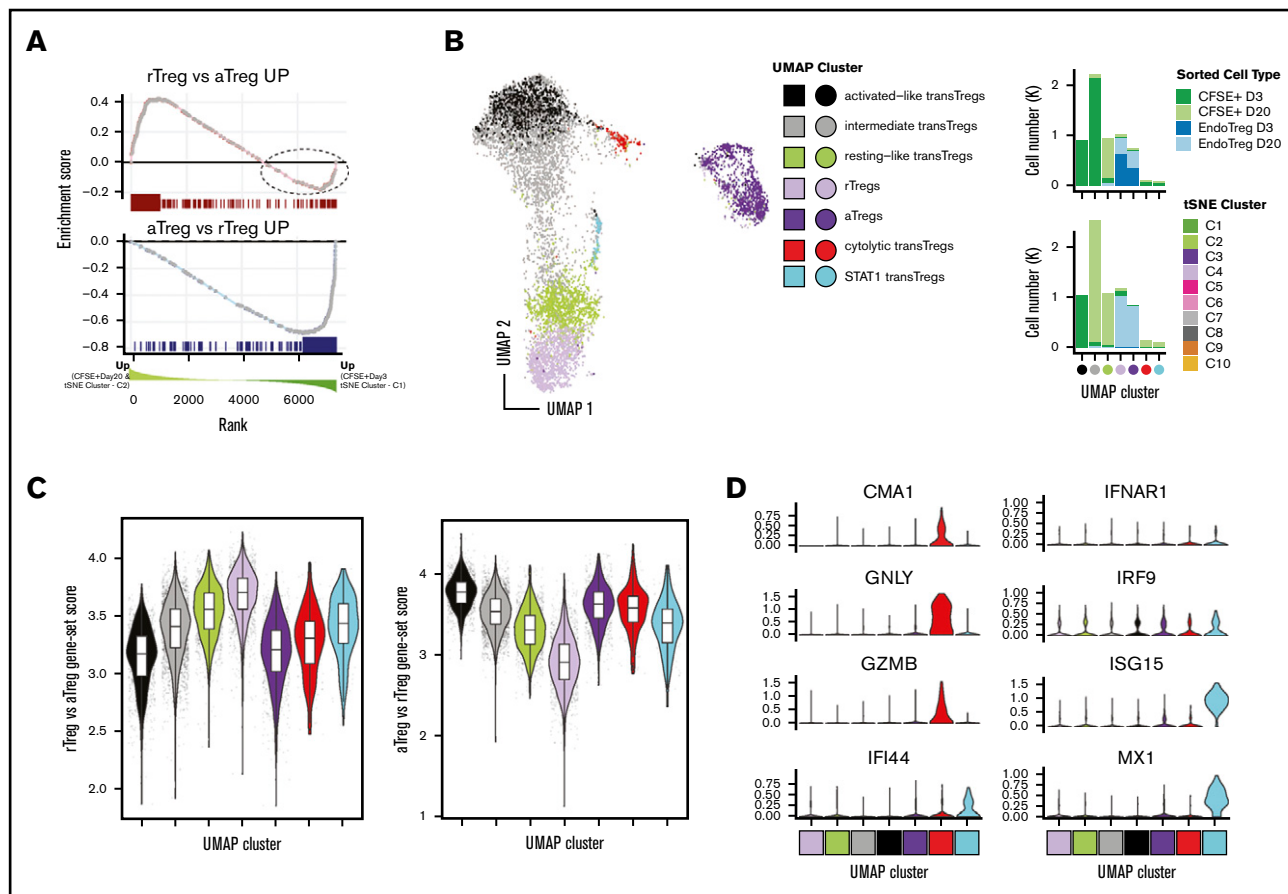 A
rTreg vs aTreg UP
0.4
0.2
0.0
−0.2
aTreg vs rTreg UP
0.0
−0.2
−0.4
−0.6
−0.8
Enrichment score
Up
(CFSE+Day20 &
tSNE Cluster - C2)
Up
(CFSE+Day3
tSNE Cluster - C1)
0 2000 4000 6000
Rank
B
UMAP 2
UMAP 1
UMAP Cluster
activated−like transTregs
intermediate transTregs
resting−like transTregs
rTregs
aTregs
cytolytic transTregs
STAT1 transTregs
Cell number (K)
2
1
0
Sorted Cell Type
CFSE+ D3
CFSE+ D20
EndoTreg D3
EndoTreg D20
Cell number (K)
2
1
0
UMAP cluster
tSNE Cluster
C1
C2
C3
C4
C5
C6
C7
C8
C9
C10
C
rTreg vs aTreg gene-set score
4.0
3.5
3.0
3.5
2.0
UMAP cluster
aTreg vs rTreg gene-set score
4
3
2
1
UMAP cluster
D
CMA1
0.75
0.50
0.25
0.00
IFNAR1
1.00
0.75
0.50
0.25
0.00
GNLY
1.5
1.0
0.5
0.0
IRF9
1.00
0.75
0.50
0.25
0.00
GZMB
1.5
1.0
0.5
0.0
ISG15
1.5
1.0
0.5
0.0
IFI44
0.75
0.50
0.25
0.00
MX1
1.00
0.75
0.50
0.25
0.00
UMAP cluster
UMAP cluster